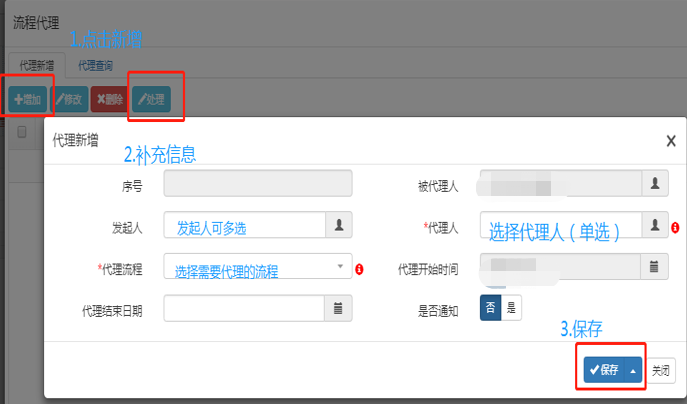 流程代理
1.点击新增
代理新增 代理查询
增加 修改 删除 处理
代理新增
2.补充信息
序号 被代理人
发起人 发起人可多选 *代理人 选择代理人（单选）
*代理流程 选择需要代理的流程 代理开始时间
代理结束日期 是否通知 否 是
3.保存
保存 关闭